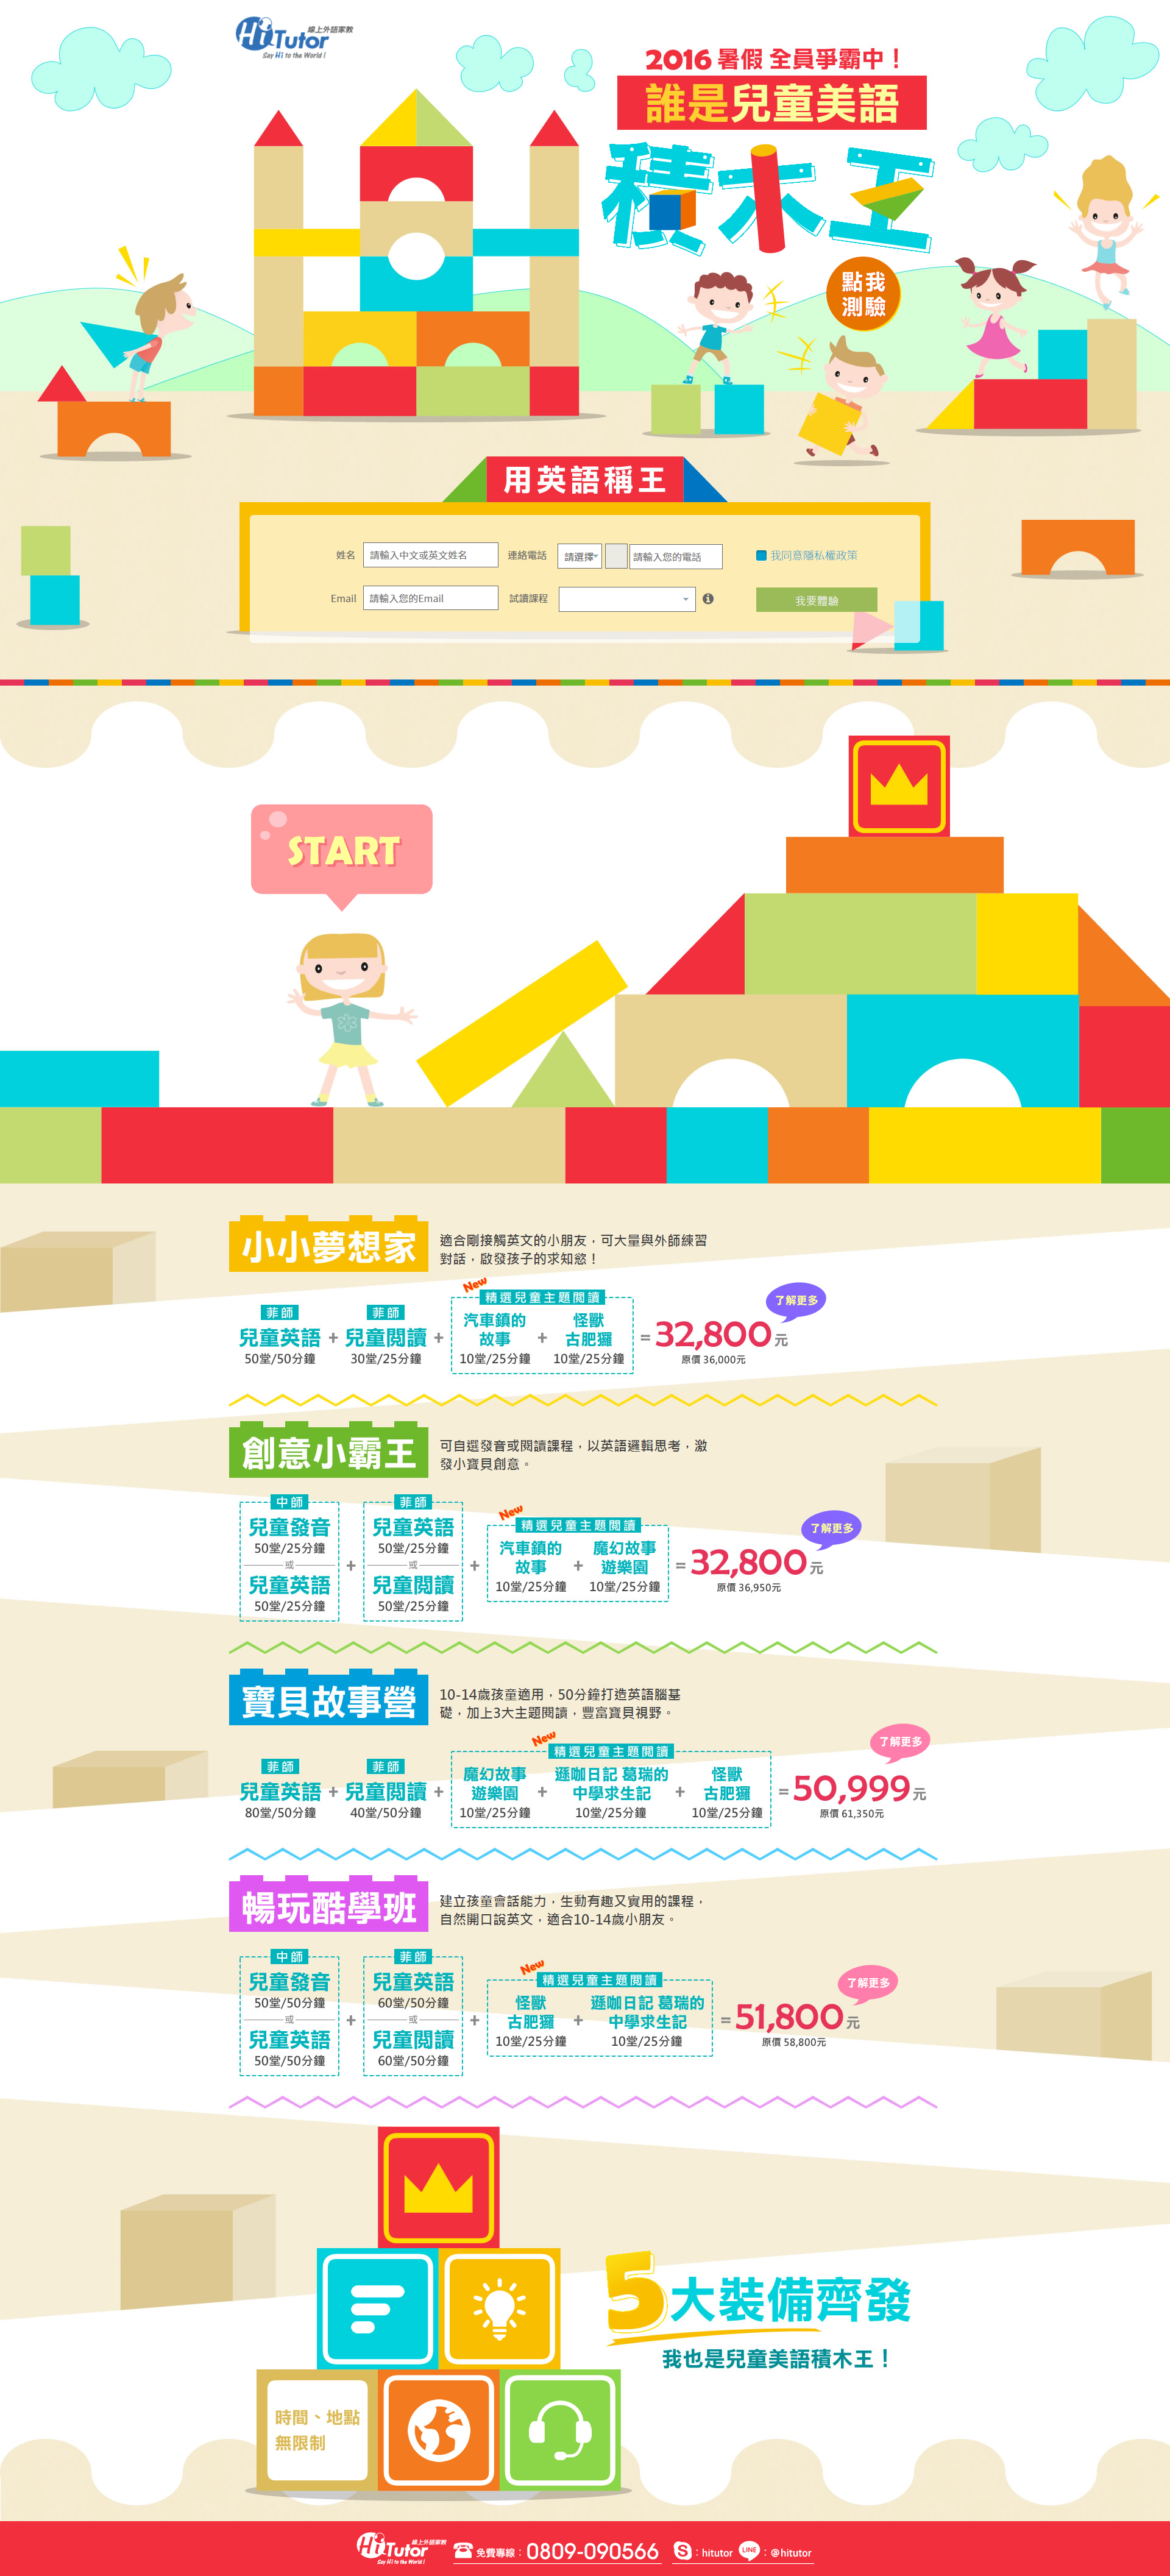 HiTutor 線上外語家教
Say Hi to the World !
2016 暑假 全員爭霸中！
誰是兒童美語
積木王
點我
測驗
用英語稱王
姓名 請輸入中文或英文姓名 連絡電話 請選擇 請輸入您的電話 我同意隱私權政策
Email 請輸入您的Email 試讀課程 我要體驗
START
小小夢想家
適合剛接觸英文的小朋友，可大量與外師練習
對話，啟發孩子的求知慾！
了解更多
New
精選兒童主題閱讀
菲師 菲師
兒童英語 + 兒童閱讀 + 汽車鎮的故事 + 怪獸古肥玀 = 32,800元
50堂/50分鐘 30堂/25分鐘 10堂/25分鐘 10堂/25分鐘 原價 36,000元
創意小霸王
可自選發音或閱讀課程，以英語邏輯思考，激
發小寶貝創意。
中師 菲師
了解更多
New
精選兒童主題閱讀
兒童發音 兒童英語
50堂/25分鐘 50堂/25分鐘
或 + 或 + 汽車鎮的故事 + 魔幻故事遊樂園 = 32,800元
10堂/25分鐘 10堂/25分鐘 原價 36,950元
兒童英語 兒童閱讀
50堂/25分鐘 50堂/25分鐘
寶貝故事營
10-14歲孩童適用，50分鐘打造英語腦基
礎，加上3大主題閱讀，豐富寶貝視野。
了解更多
New
精選兒童主題閱讀
菲師 菲師
兒童英語 + 兒童閱讀 + 魔幻故事遊樂園 + 遜咖日記 葛瑞的中學求生記 + 怪獸古肥玀 = 50,999元
80堂/50分鐘 40堂/50分鐘 10堂/25分鐘 10堂/25分鐘 10堂/25分鐘 原價 61,350元
暢玩酷學班
建立孩童會話能力，生動有趣又實用的課程，
自然開口說英文，適合10-14歲小朋友。
中師 菲師
了解更多
New
精選兒童主題閱讀
兒童發音 兒童英語
50堂/50分鐘 60堂/50分鐘
或 + 或 + 怪獸古肥玀 + 遜咖日記 葛瑞的中學求生記 = 51,800元
10堂/25分鐘 10堂/25分鐘 原價 58,800元
兒童英語 兒童閱讀
50堂/50分鐘 60堂/50分鐘
5大裝備齊發
我也是兒童美語積木王！
時間、地點
無限制
HiTutor 線上外語家教
Say Hi to the World !
免費專線：0809-090566 ：hitutor LINE ：@hitutor